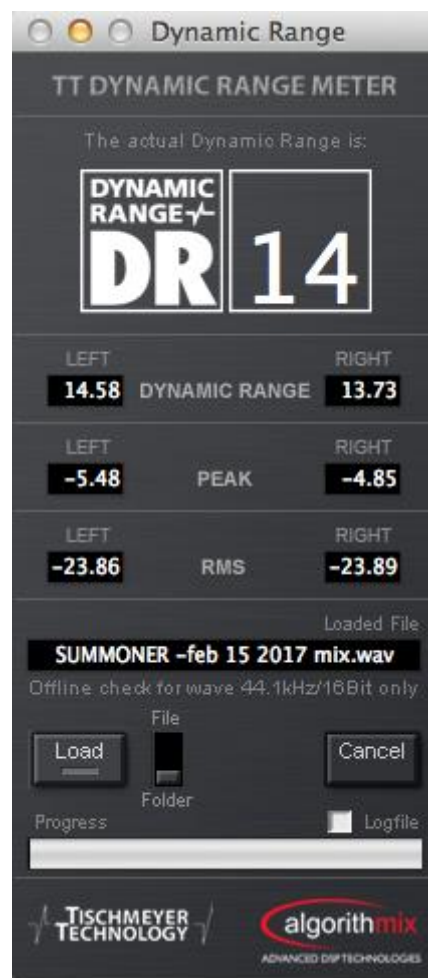 Dynamic Range
TT DYNAMIC RANGE METER
The actual Dynamic Range is:
DYNAMIC
RANGE
DR
14
LEFT RIGHT
14.58 DYNAMIC RANGE 13.73
LEFT RIGHT
-5.48 PEAK -4.85
LEFT RIGHT
-23.86 RMS -23.89
Loaded File
SUMMONER -feb 15 2017 mix.wav
Offline check for wave 44.1kHz/16Bit only
File
Load Cancel
Folder
Progress Logfile
TISCHMEYER
TECHNOLOGY
algorithmix
ADVANCED DSP TECHNOLOGIES